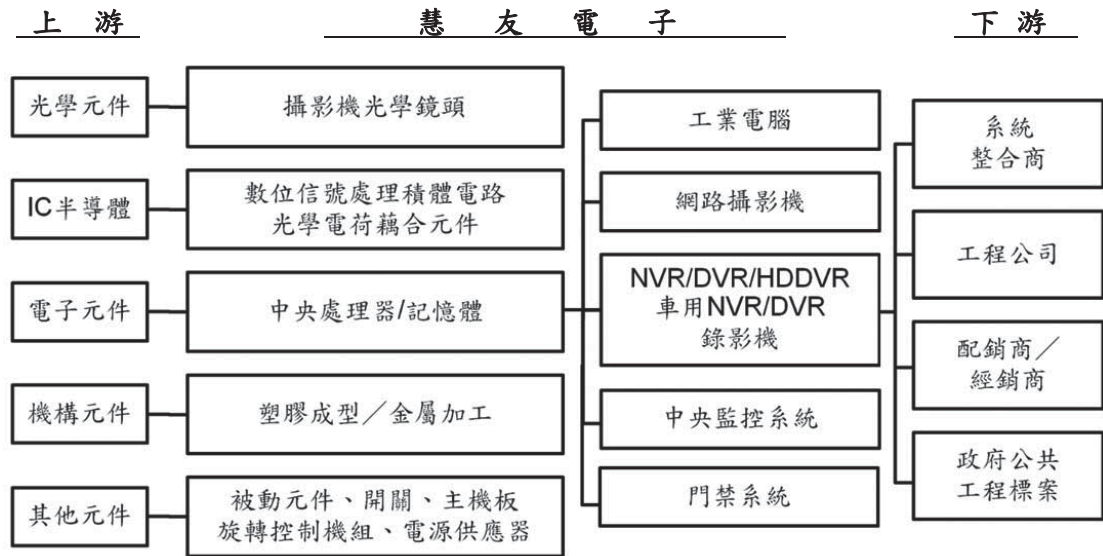 上 游
慧 友 電 子
下 游
光學元件
攝影機光學鏡頭
IC半導體
數位信號處理積體電路
光學電荷藕合元件
電子元件
中央處理器/記憶體
機構元件
塑膠成型／金屬加工
其他元件
被動元件、開關、主機板
旋轉控制機組、電源供應器
工業電腦
網路攝影機
NVR/DVR/HDDVR
車用NVR/DVR
錄影機
中央監控系統
門禁系統
系統
整合商
工程公司
配銷商／
經銷商
政府公共
工程標案